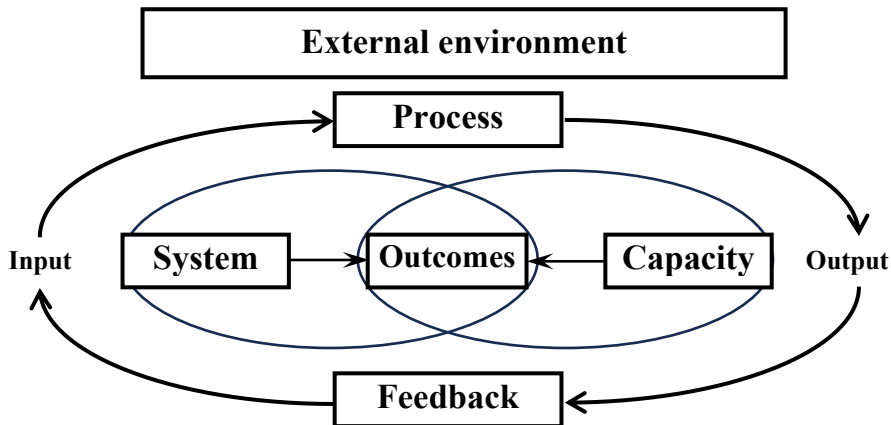 External environment
Process
Input
System
Outcomes
Capacity
Output
Feedback